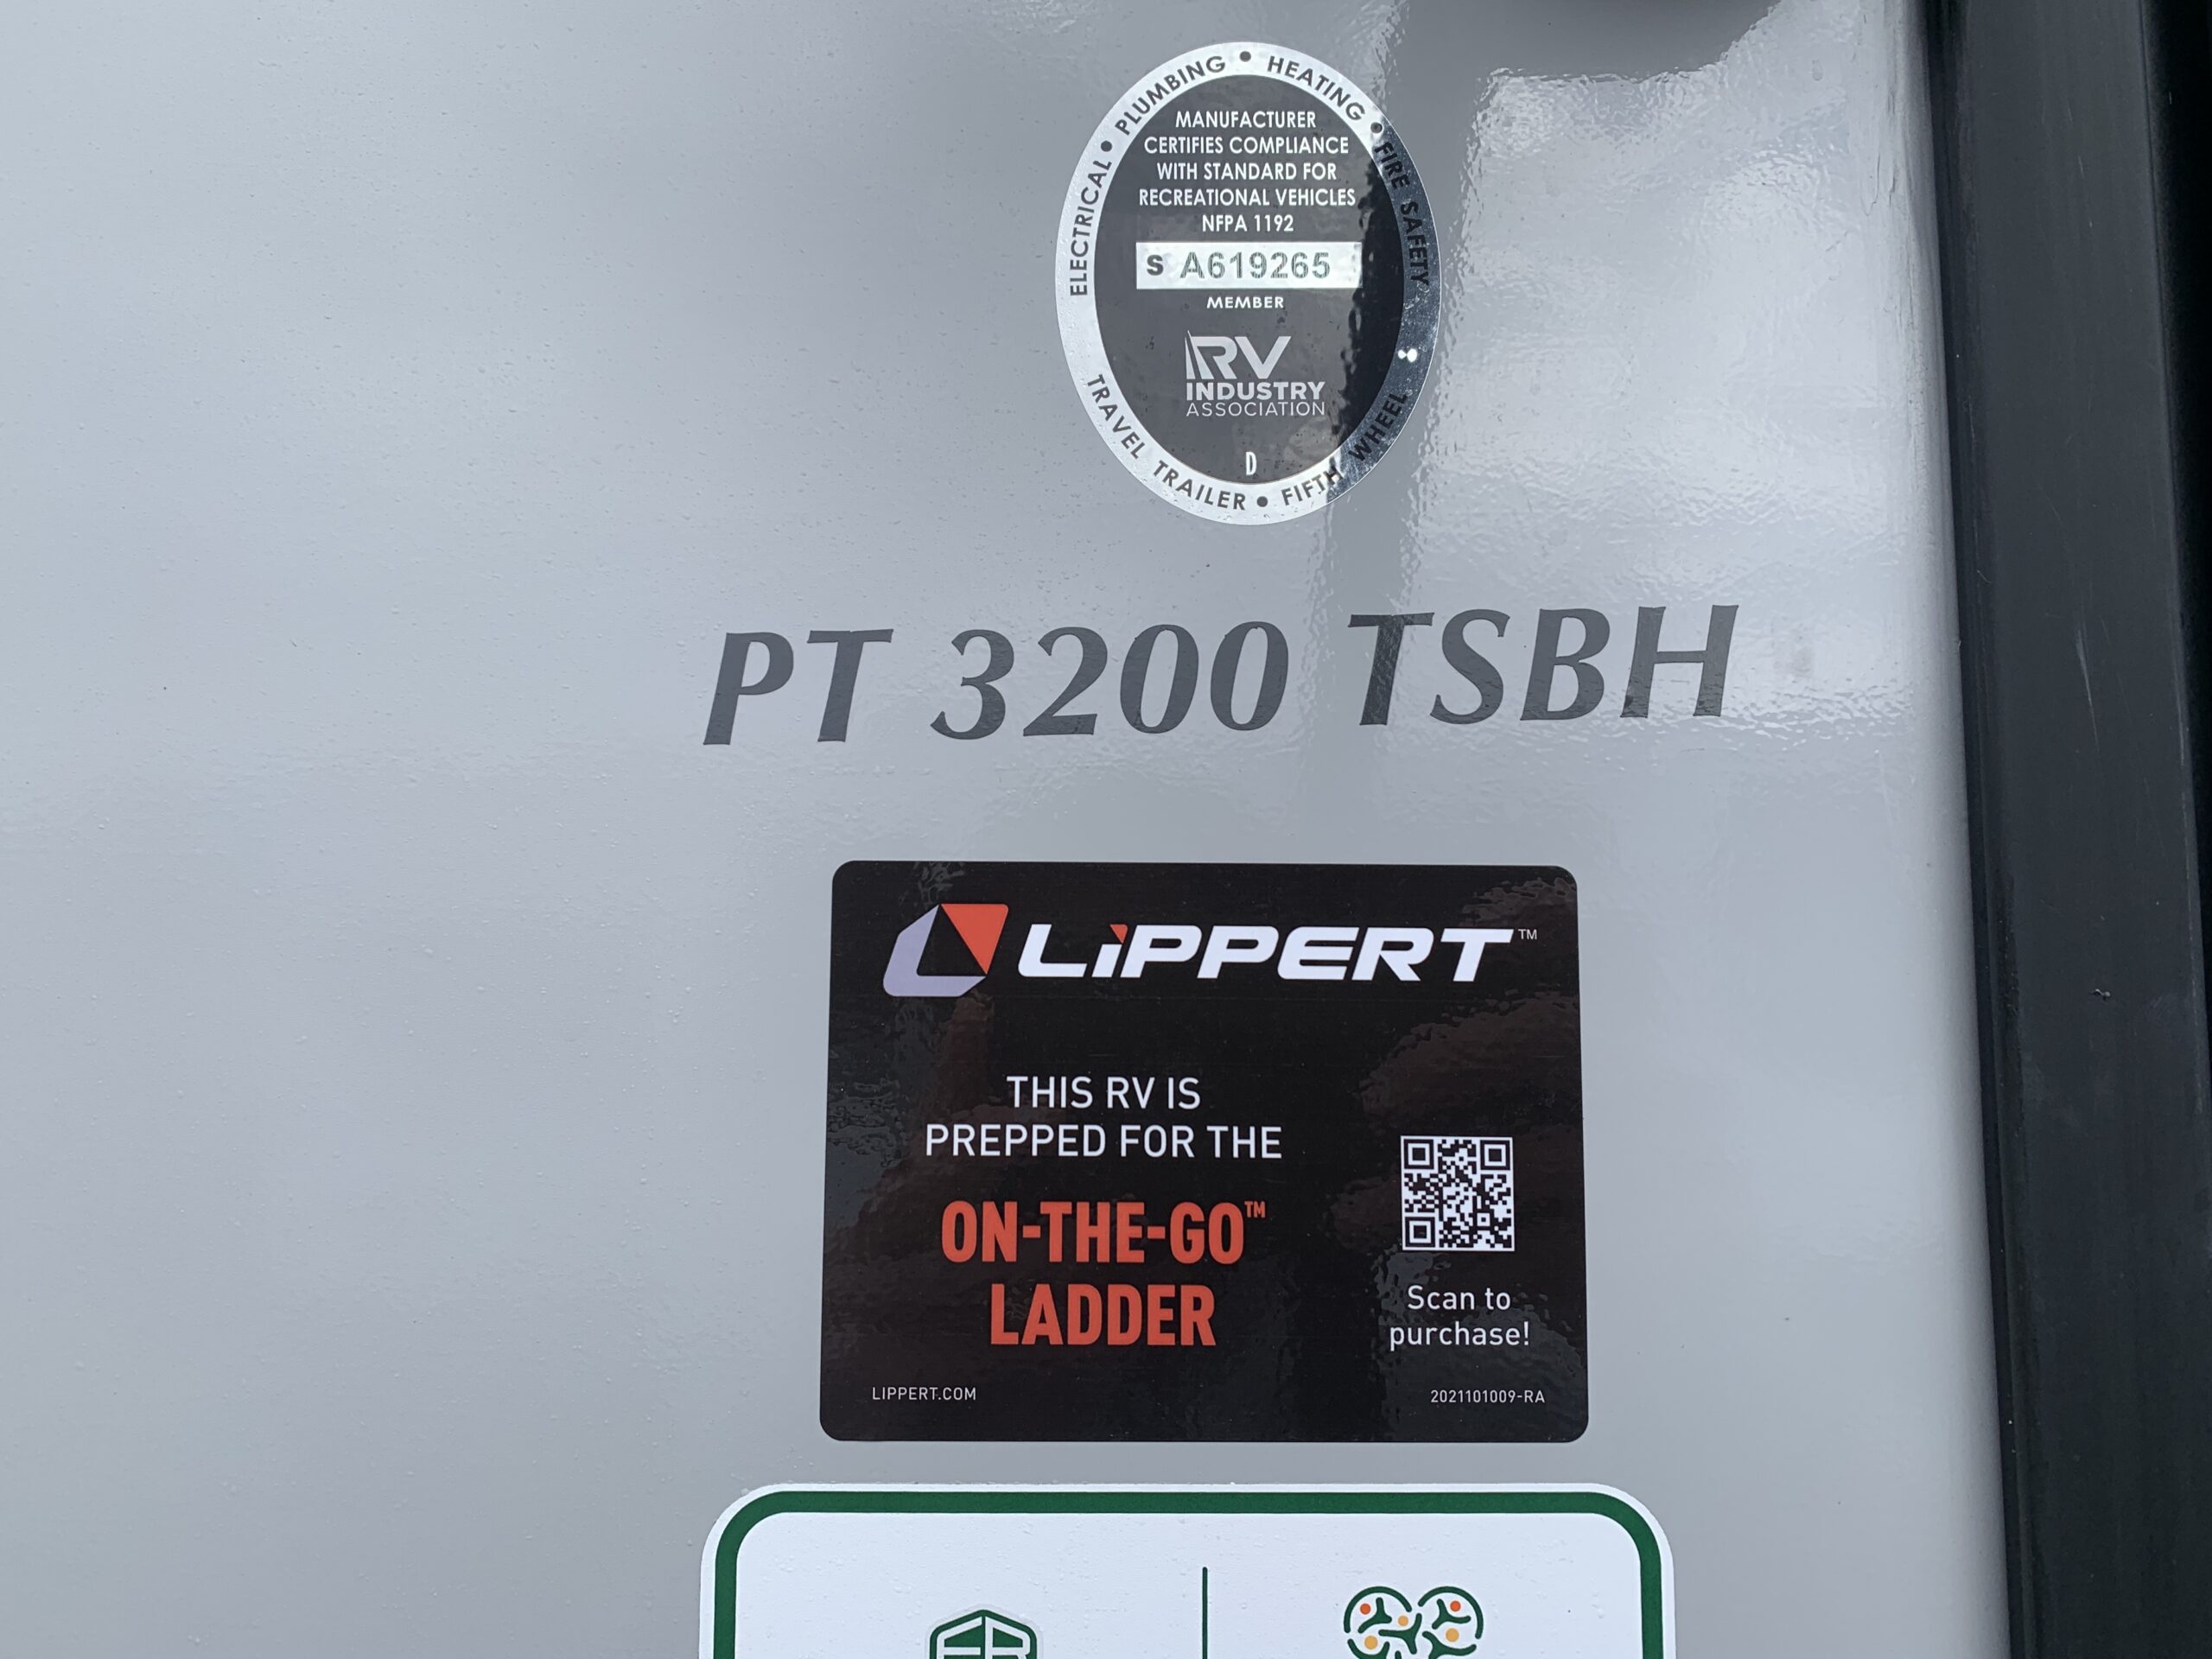 ELECTRICAL • PLUMBING • HEATING • FIRE SAFETY •
MANUFACTURER
CERTIFIES COMPLIANCE
WITH STANDARD FOR
RECREATIONAL VEHICLES
NFPA 1192
S A619265
MEMBER
RV
INDUSTRY
ASSOCIATION
D
TRAVEL TRAILER • FIFTH WHEEL
PT 3200 TSBH
LiPPERT™
THIS RV IS
PREPPED FOR THE
ON-THE-GO™
LADDER
Scan to
purchase!
LIPPERT.COM
2021101009-RA